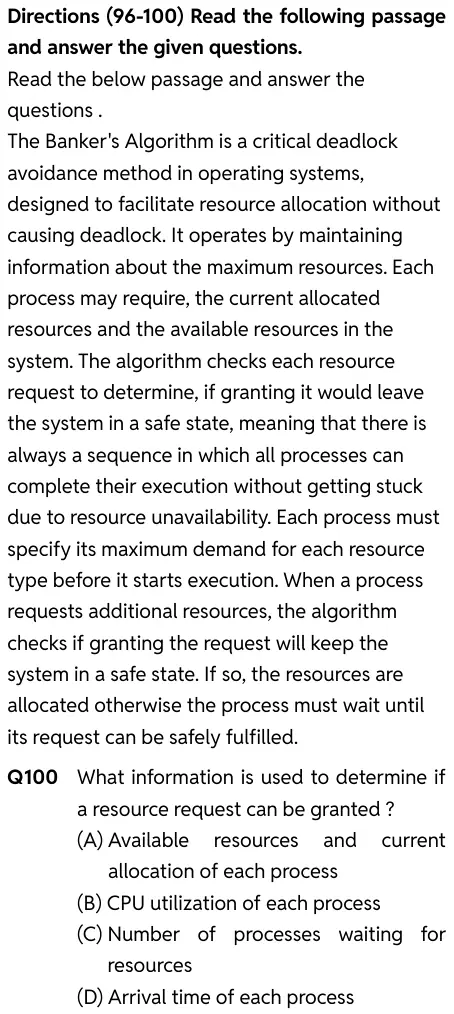 Directions (96-100) Read the following passage
and answer the given questions.
Read the below passage and answer the
questions .
The Banker's Algorithm is a critical deadlock
avoidance method in operating systems,
designed to facilitate resource allocation without
causing deadlock. It operates by maintaining
information about the maximum resources. Each
process may require, the current allocated
resources and the available resources in the
system. The algorithm checks each resource
request to determine, if granting it would leave
the system in a safe state, meaning that there is
always a sequence in which all processes can
complete their execution without getting stuck
due to resource unavailability. Each process must
specify its maximum demand for each resource
type before it starts execution. When a process
requests additional resources, the algorithm
checks if granting the request will keep the
system in a safe state. If so, the resources are
allocated otherwise the process must wait until
its request can be safely fulfilled.
Q100 What information is used to determine if
a resource request can be granted ?
(A) Available resources and current
allocation of each process
(B) CPU utilization of each process
(C) Number of processes waiting for
resources
(D) Arrival time of each process